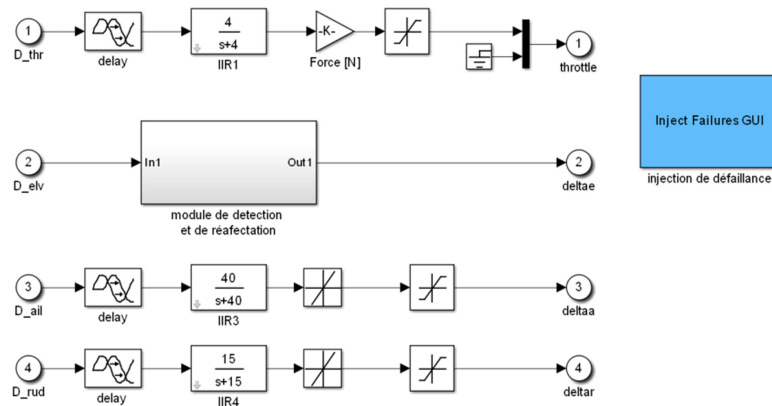 1
D_thr
delay
4
s+4
IIR1
-K-
Force [N]
1
throttle
Inject Failures GUI
injection de défaillance
2
D_elv
In1
Out1
module de detection
et de réafectation
2
deltae
3
D_ail
delay
40
s+40
IIR3
3
deltaa
4
D_rud
delay
15
s+15
IIR4
4
deltar